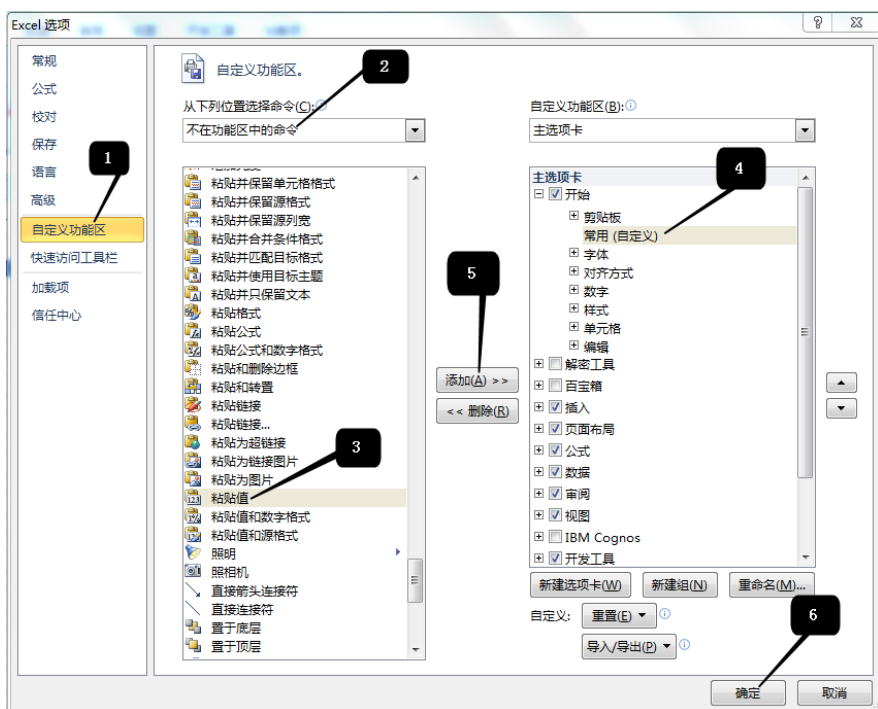 Excel 选项
常规
公式
校对
保存
语言
高级
自定义功能区
快速访问工具栏
加载项
信任中心
1
自定义功能区。
2
从下列位置选择命令(C):
不在功能区中的命令
粘贴并保留单元格格式
粘贴并保留源格式
粘贴并保留源列宽
粘贴并合并条件格式
粘贴并匹配目标格式
粘贴并使用目标主题
粘贴并只保留文本
粘贴格式
粘贴公式
粘贴公式和数字格式
粘贴和删除边框
粘贴和转置
粘贴链接
粘贴链接...
粘贴为超链接
粘贴为链接图片
粘贴为图片
粘贴值
粘贴值和数字格式
粘贴值和源格式
照明
照相机
直接箭头连接符
直接连接符
置于底层
置于顶层
3
5
添加(A) >>
<< 删除(R)
自定义功能区(B):
主选项卡
4
主选项卡
开始
剪贴板
常用 (自定义)
字体
对齐方式
数字
样式
单元格
编辑
解密工具
百宝箱
插入
页面布局
公式
数据
审阅
视图
IBM Cognos
开发工具
新建选项卡(W)
新建组(N)
重命名(M)...
自定义:
重置(E)
导入/导出(P)
6
确定
取消